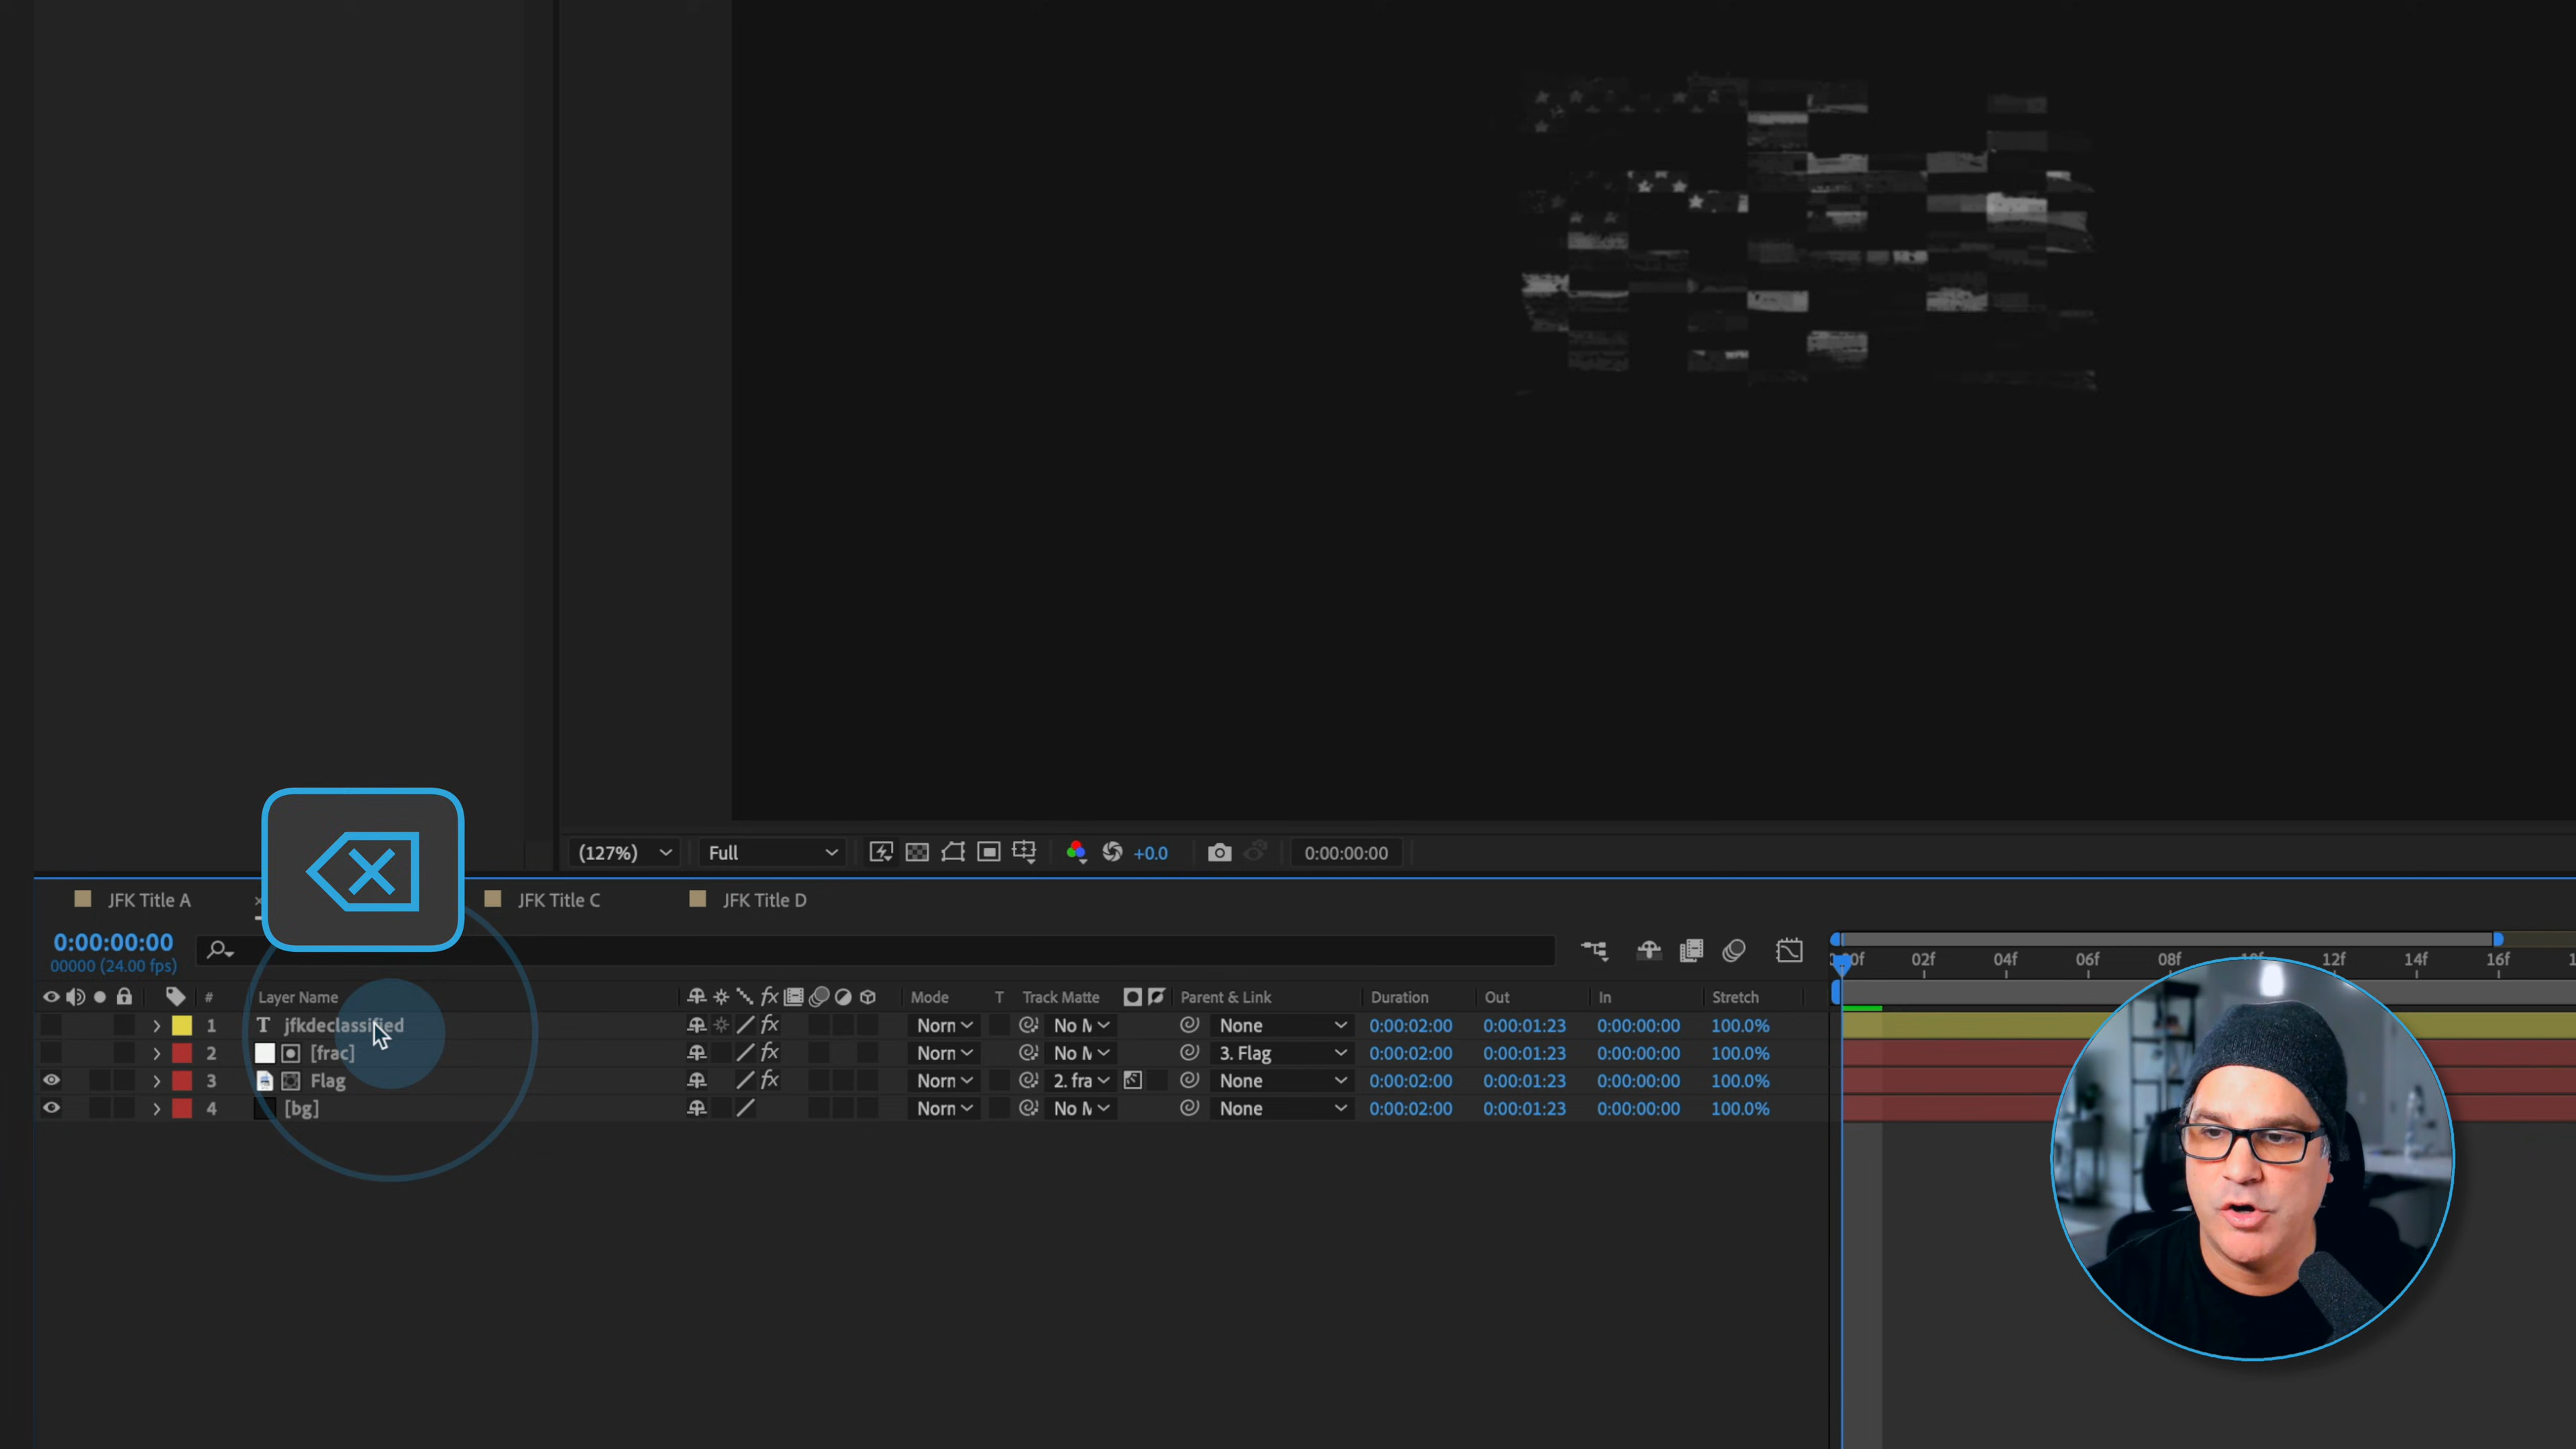 (127%) Full +0.0 0:00:00:00
JFK Title A JFK Title C JFK Title D
0:00:00:00
00000 (24.00 fps)
02f 04f 06f 08f 12f 14f 16f
# Layer Name fx Mode T Track Matte Parent & Link Duration Out In Stretch
1 T jfkdeclassified fx Norn No M None 0:00:02:00 0:00:01:23 0:00:00:00 100.0%
2 [frac] fx Norn No M 3. Flag 0:00:02:00 0:00:01:23 0:00:00:00 100.0%
3 Flag fx Norn 2. fra None 0:00:02:00 0:00:01:23 0:00:00:00 100.0%
4 [bg] Norn No M None 0:00:02:00 0:00:01:23 0:00:00:00 100.0%